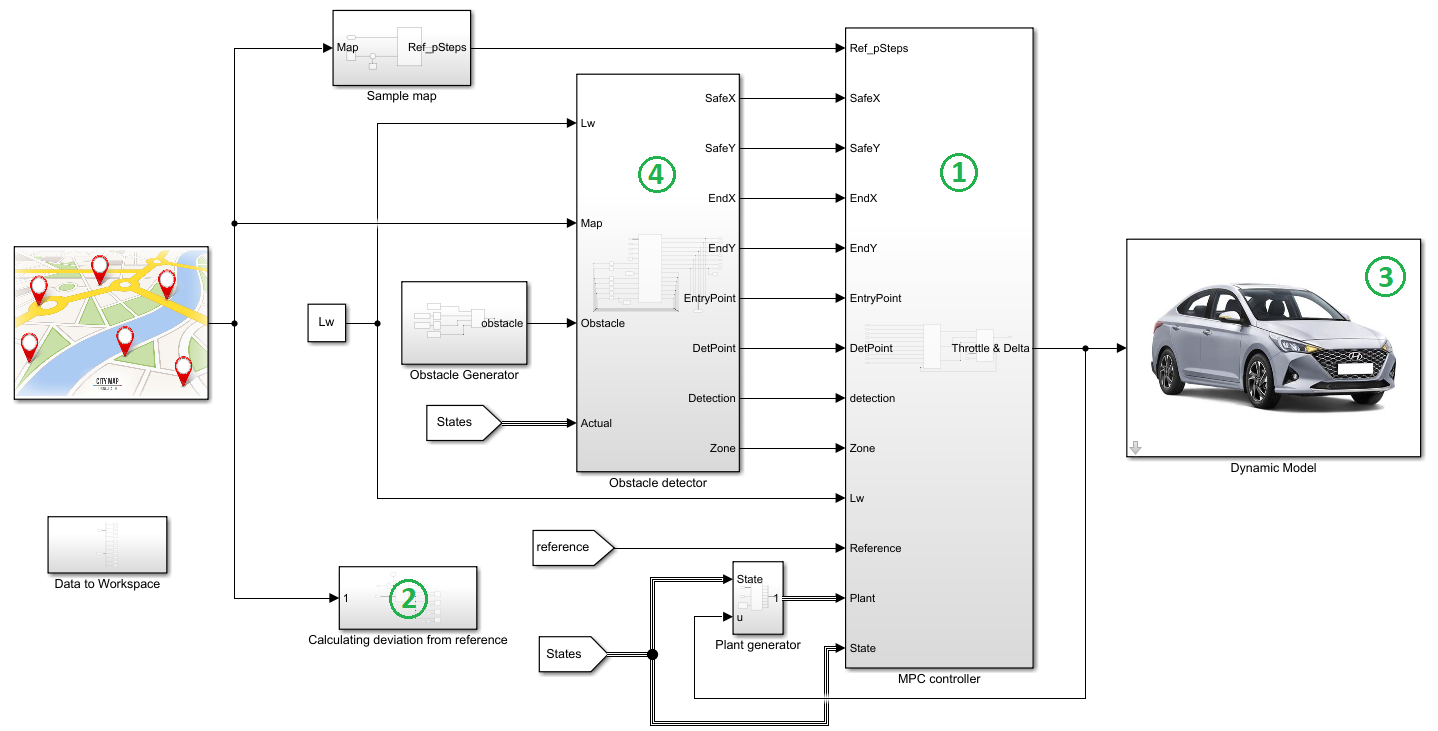 Map
Ref_pSteps
Sample map
Lw
Map
Obstacle
Actual
SafeX
SafeY
EndX
EndY
EntryPoint
DetPoint
Detection
Zone
4
Obstacle detector
Ref_pSteps
SafeX
SafeY
EndX
EndY
EntryPoint
DetPoint
detection
Zone
Lw
Reference
Plant
State
1
Throttle & Delta
MPC controller
3
Dynamic Model
CITY MAP
Lw
obstacle
Obstacle Generator
States
reference
State
u
1
Plant generator
States
Data to Workspace
1
2
Calculating deviation from reference